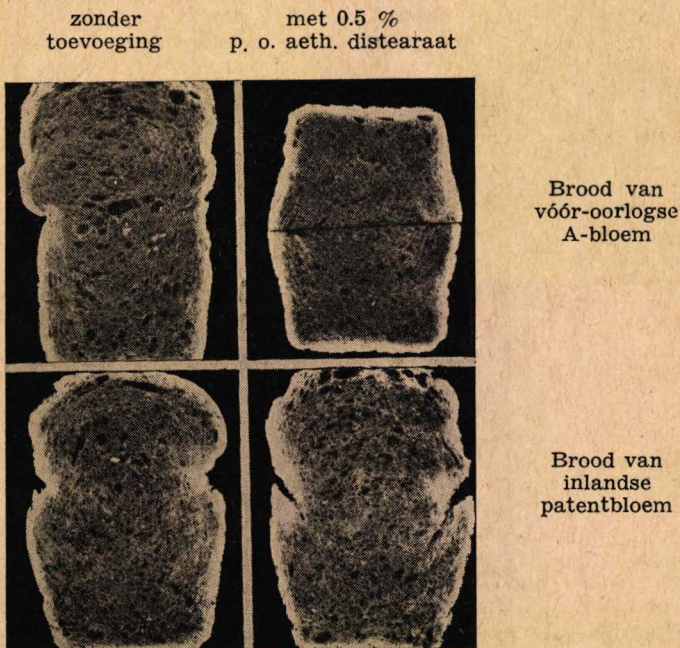 zonder
toevoeging
met 0.5 %
p. o. aeth. distearaat
Brood van
vóór-oorlogse
A-bloem
Brood van
inlandse
patentbloem